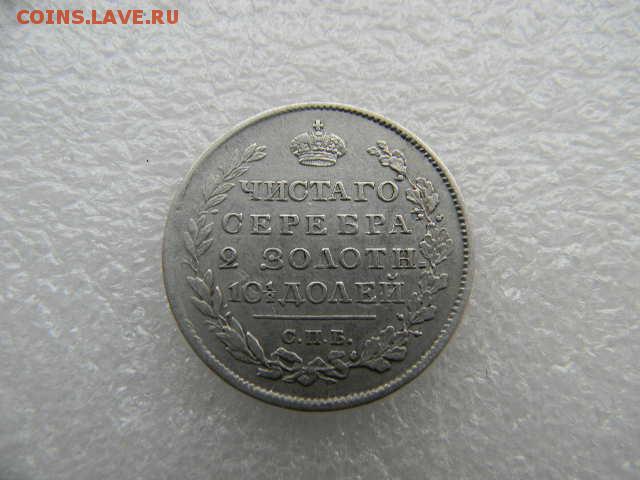 COINS.LAVE.RU
ЧИСТАГО
СЕРЕБРА
2 ЗОЛОТН.
10½ ДОЛЕЙ
С.П.Б.